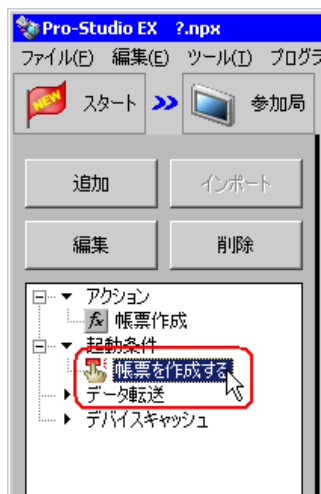 Pro-Studio EX ?.npx
ファイル(F) 編集(E) ツール(T) プログラ
NEW スタート 参加局
追加 インポート
編集 削除
アクション
fx 帳票作成
起動条件
帳票を作成する
データ転送
デバイスキャッシュ